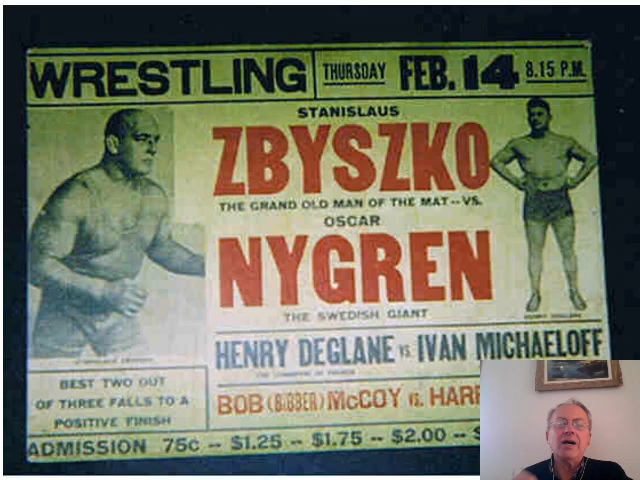 WRESTLING THURSDAY FEB. 14 8.15 P.M.
STANISLAUS
ZBYSZKO
THE GRAND OLD MAN OF THE MAT -- VS.
OSCAR
NYGREN
THE SWEDISH GIANT
HENRY DEGLANE vs. IVAN MICHAELOFF
BEST TWO OUT
OF THREE FALLS TO A
POSITIVE FINISH
BOB (BIBBER) McCOY vs.
ADMISSION 75c -- $1.25 -- $1.75 -- $2.00 --